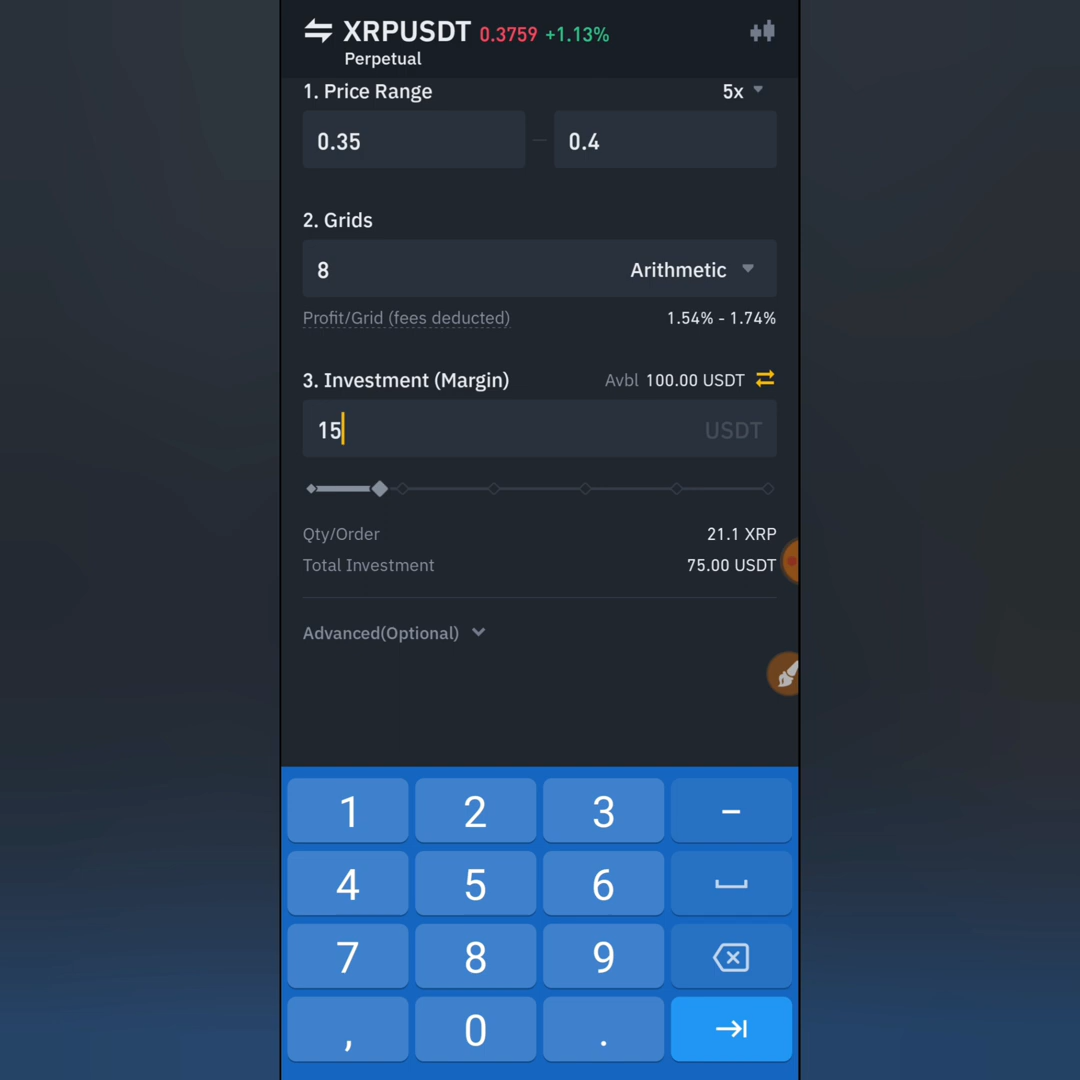 XRPUSDT 0.3759 +1.13%
Perpetual
1. Price Range 5x
0.35 – 0.4
2. Grids
8 Arithmetic
Profit/Grid (fees deducted) 1.54% - 1.74%
3. Investment (Margin) Avbl 100.00 USDT
15 USDT
Qty/Order 21.1 XRP
Total Investment 75.00 USDT
Advanced(Optional)
1 2 3 –
4 5 6
7 8 9
, 0 .